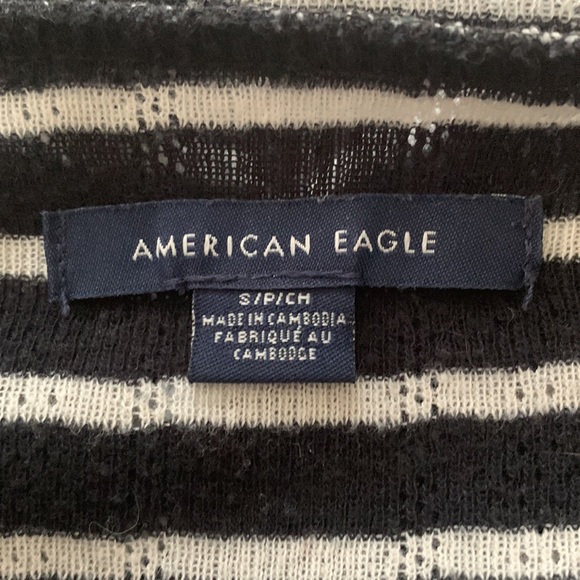 AMERICAN EAGLE
S/P/CH
MADE IN CAMBODIA
FABRIQUÉ AU
CAMBODGE